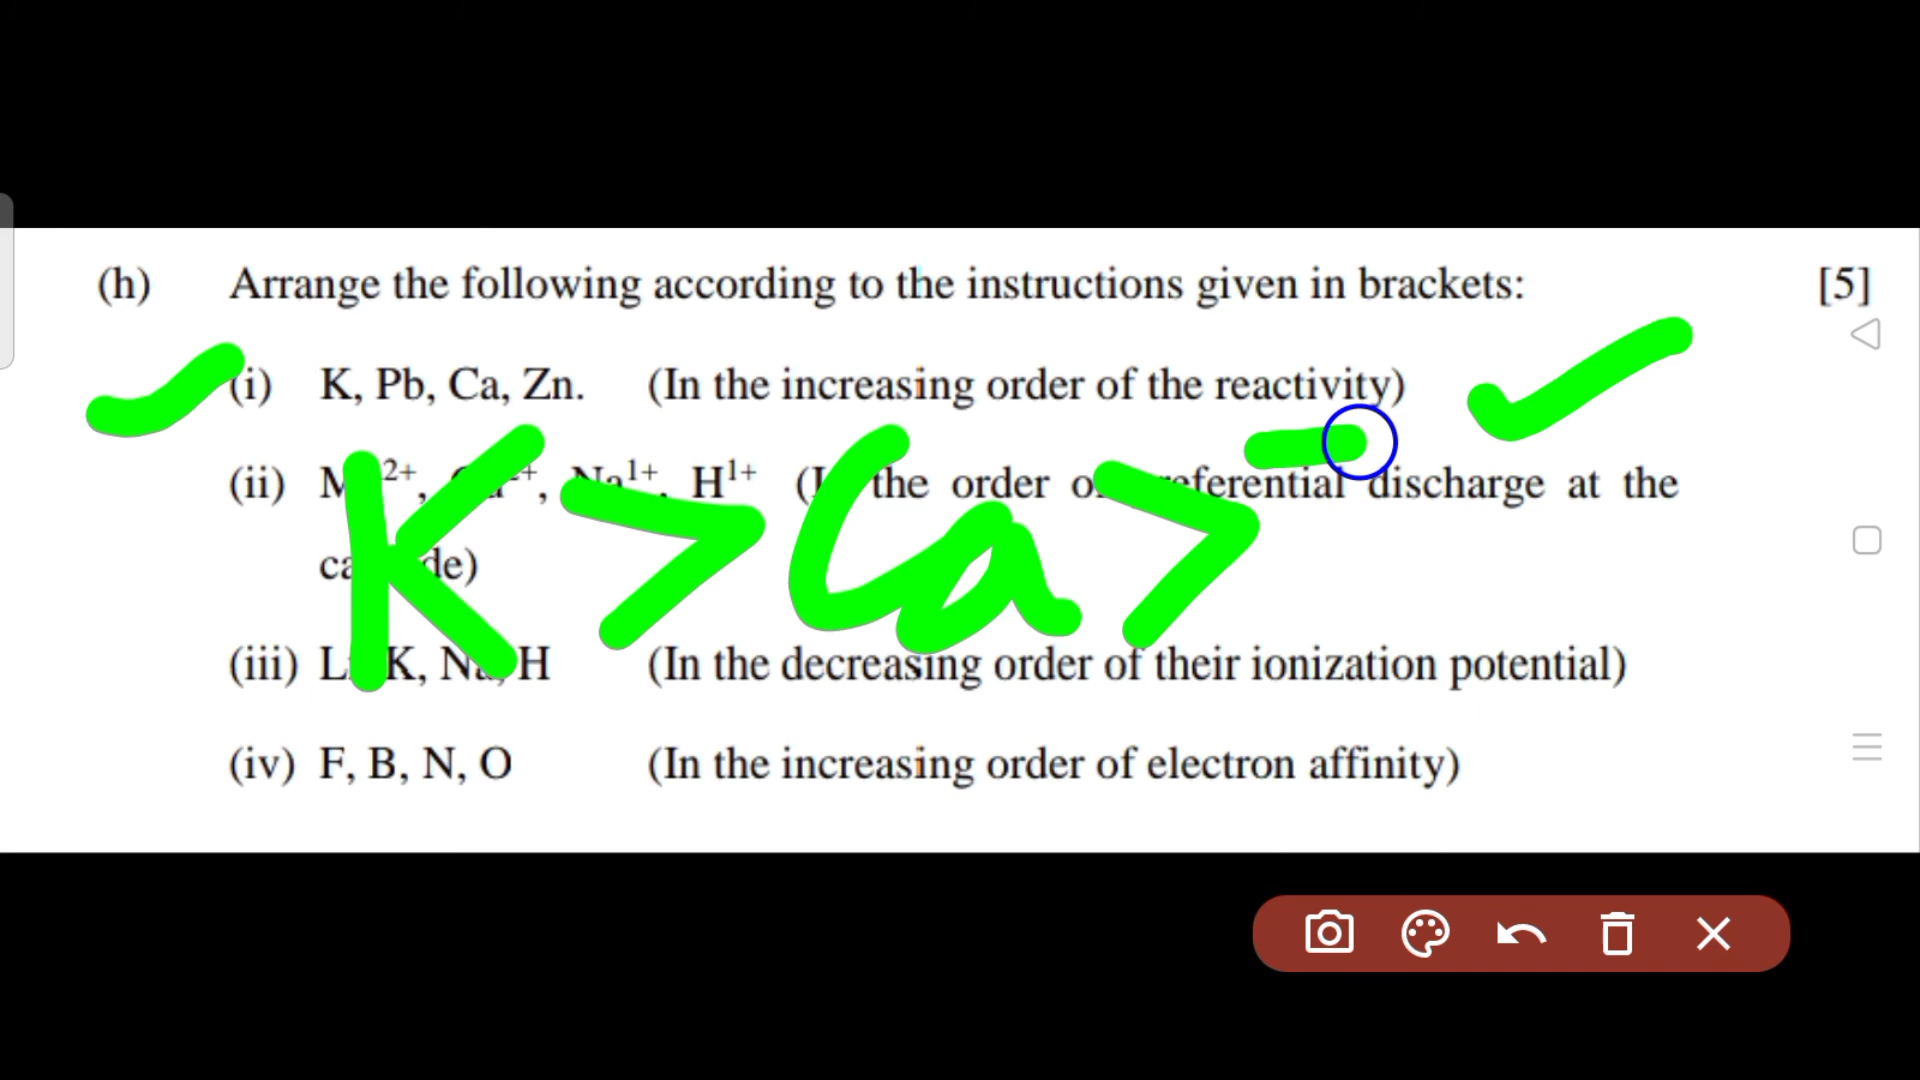 (h) Arrange the following according to the instructions given in brackets: [5]
(i) K, Pb, Ca, Zn. (In the increasing order of the reactivity)
(ii) 2+, +, Na1+, H1+ the order discharge at the
(iii) K, H (In the decreasing order of their ionization potential)
(iv) F, B, N, O (In the increasing order of electron affinity)
K > Ca >